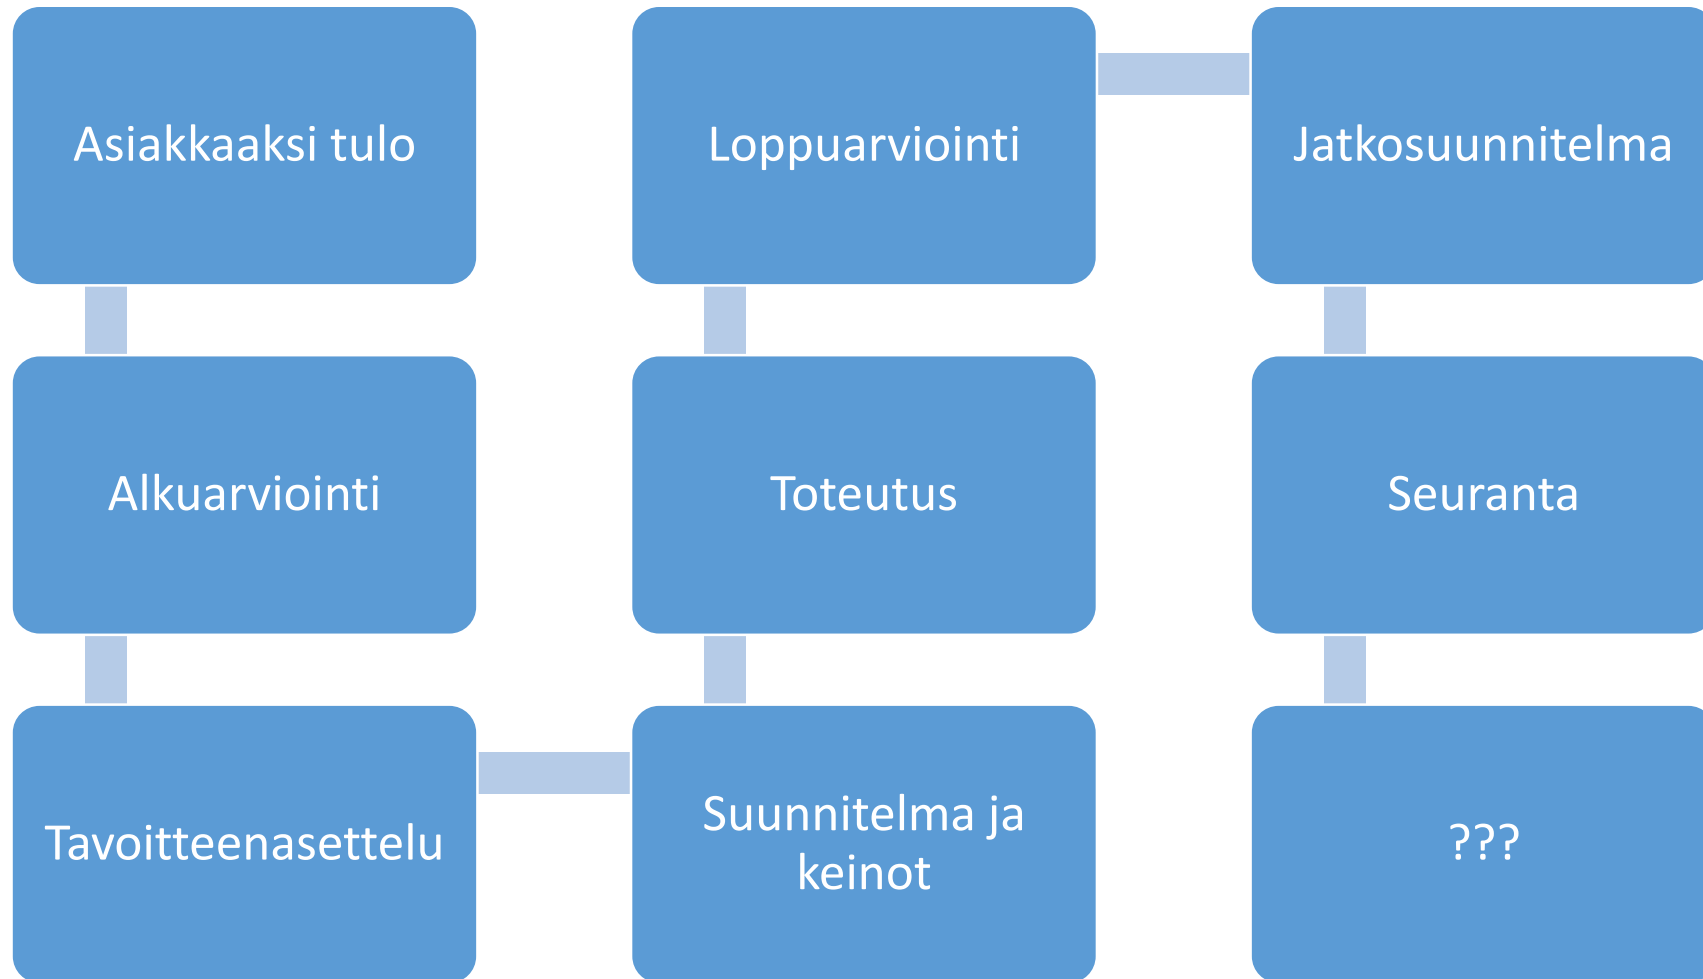 Asiakkaaksi tulo
Alkuarviointi
Tavoitteenasettelu
Suunnitelma ja
keinot
Toteutus
Loppuarviointi
Jatkosuunnitelma
Seuranta
???